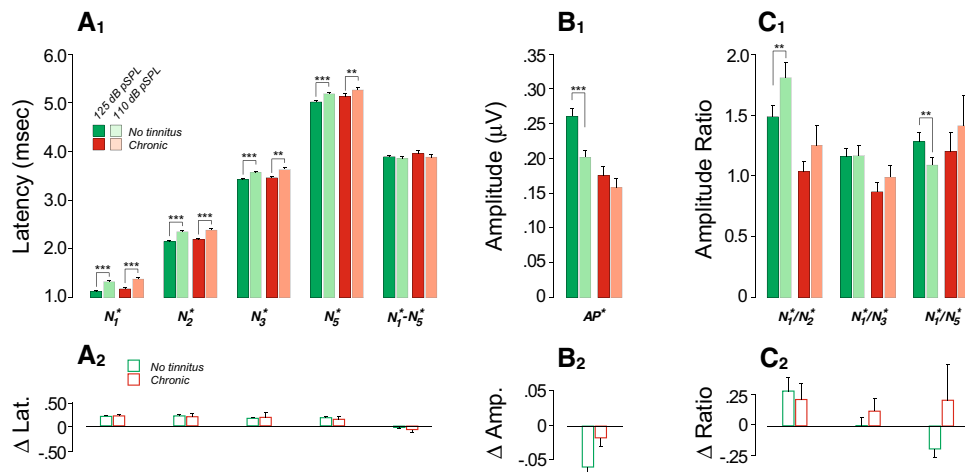 A1
B1
C1
Latency (msec)
6.0
5.0
4.0
3.0
2.0
1.0
125 dB pSPL
110 dB pSPL
No tinnitus
Chronic
***
***
***
***
***
**
***
**
N1*
N2*
N3*
N5*
N1*-N5*
Amplitude (µV)
.35
.30
.25
.20
.15
.10
.05
0
***
AP*
Amplitude Ratio
2.0
1.5
1.0
0.5
0
**
**
N1*/N2*
N1*/N3*
N1*/N5*
A2
B2
C2
Δ Lat.
.50
0
-.50
No tinnitus
Chronic
Δ Amp.
.05
0
-.05
Δ Ratio
.25
0
-.25